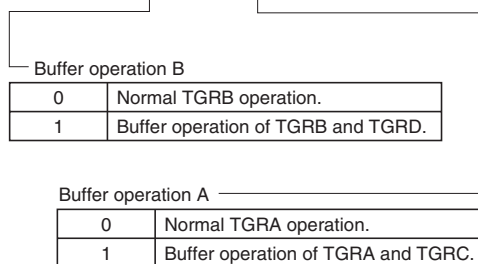 Buffer operation B
0 Normal TGRB operation.
1 Buffer operation of TGRB and TGRD.
Buffer operation A
0 Normal TGRA operation.
1 Buffer operation of TGRA and TGRC.